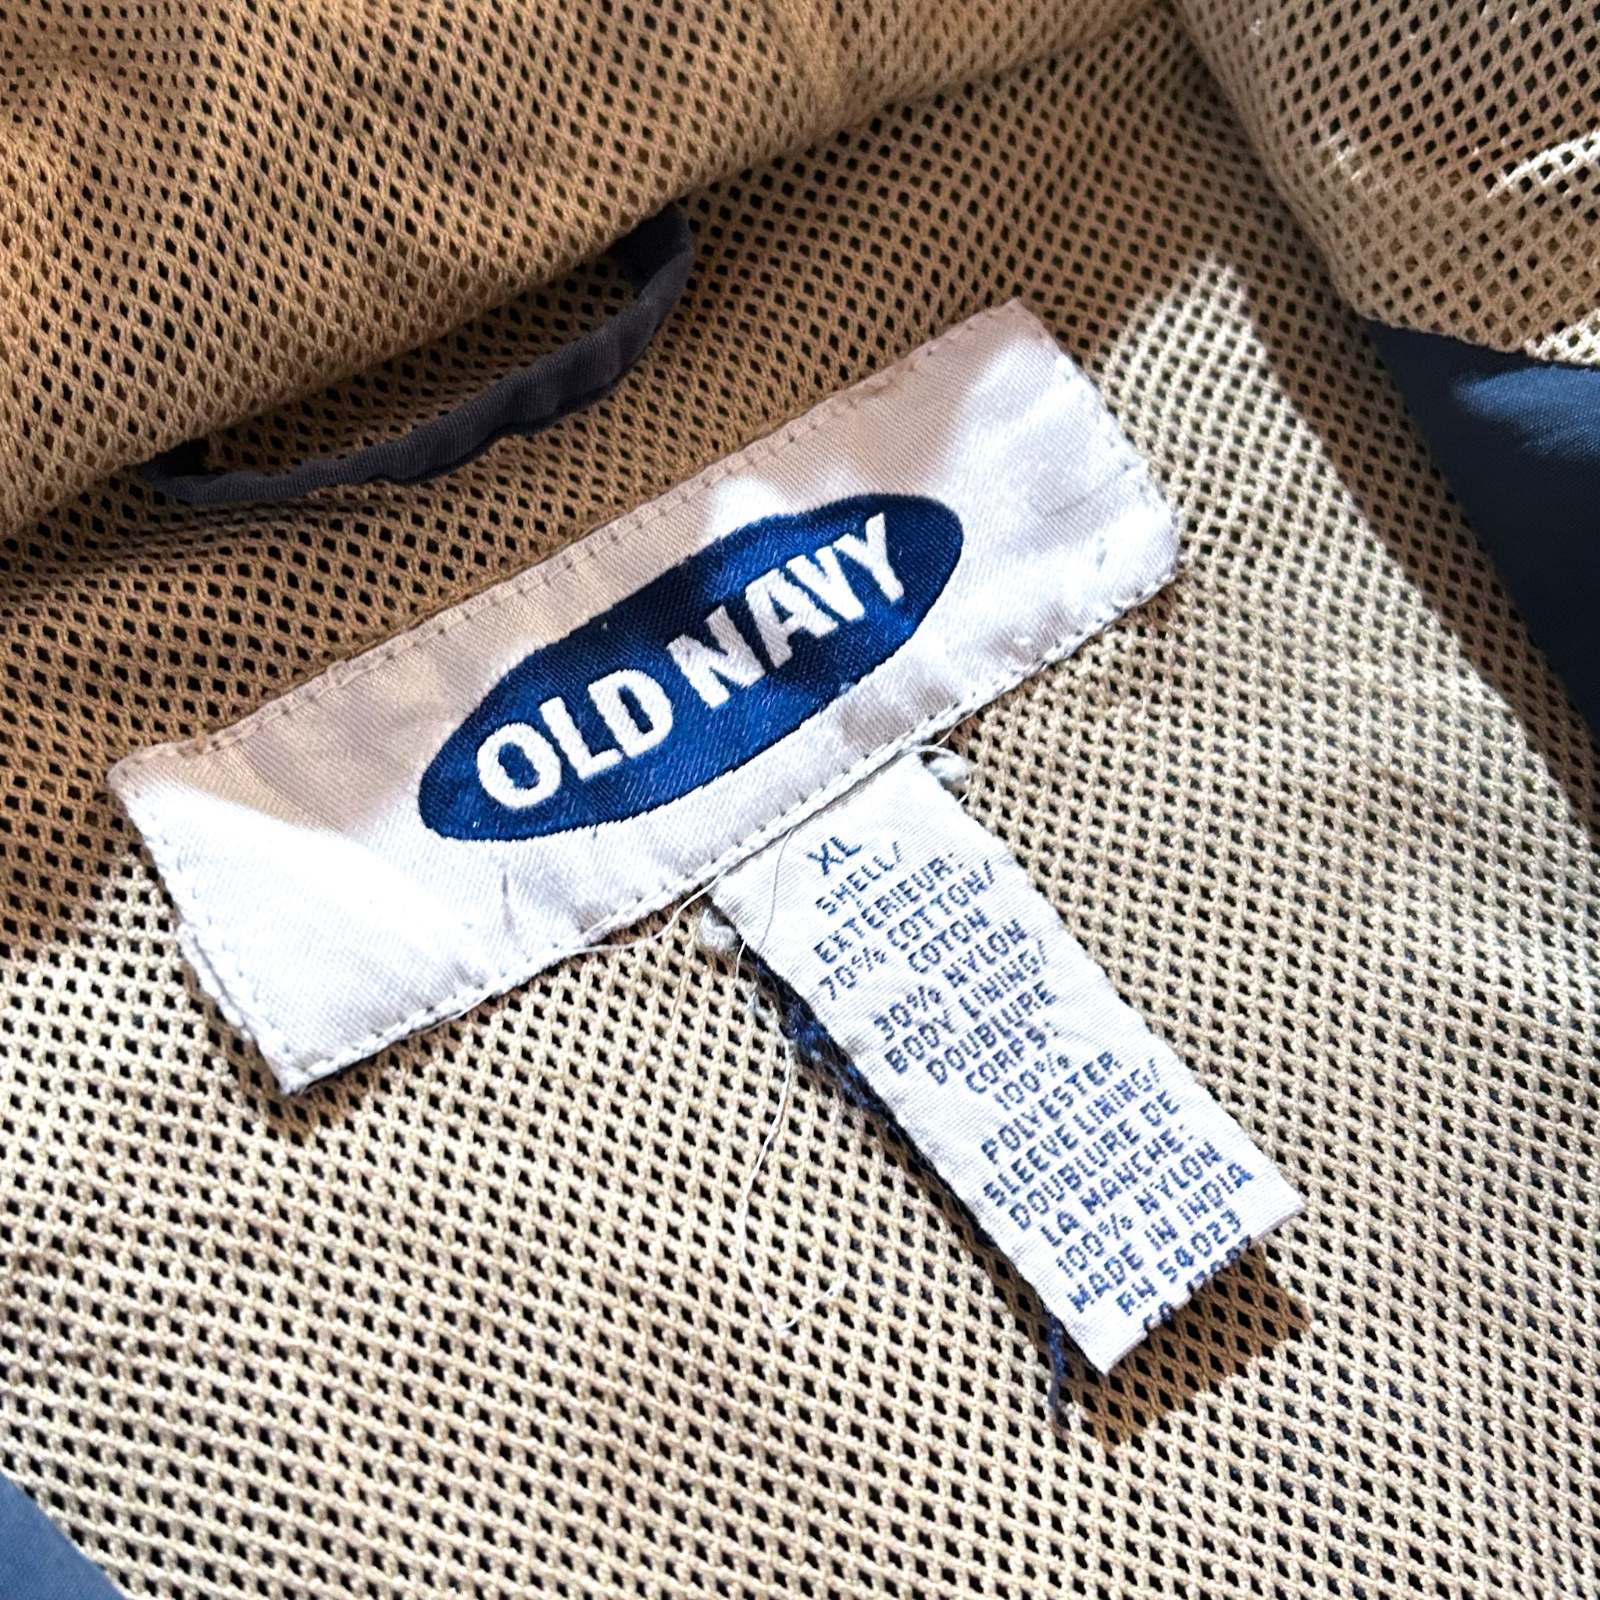 OLD NAVY
XL
SHELL/
EXTERIEUR:
70% COTTON/
COTON
30% NYLON
BODY LINING/
DOUBLURE
CORPS:
100%
POLYESTER
SLEEVE LINING/
DOUBLURE DE
LA MANCHE:
100% NYLON
MADE IN INDIA
RN 54023